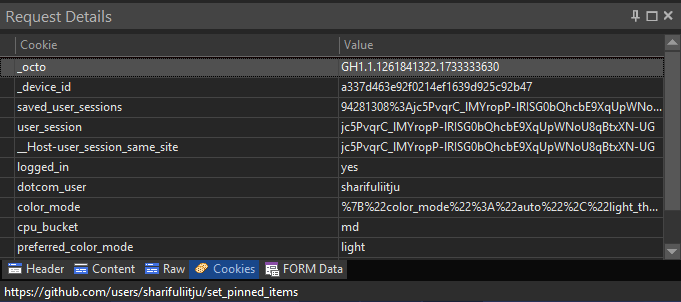 Request Details
Cookie Value
_octo GH1.1.1261841322.1733333630
_device_id a337d463e92f0214ef1639d925c92b47
saved_user_sessions 94281308%3Ajc5PvqrC_IMYropP-IRISG0bQhcbE9XqUpWNo...
user_session jc5PvqrC_IMYropP-IRISG0bQhcbE9XqUpWNoU8qBtxXN-UG
__Host-user_session_same_site jc5PvqrC_IMYropP-IRISG0bQhcbE9XqUpWNoU8qBtxXN-UG
logged_in yes
dotcom_user sharifuliitju
color_mode %7B%22color_mode%22%3A%22auto%22%2C%22light_th...
cpu_bucket md
preferred_color_mode light
Header Content Raw Cookies FORM Data
https://github.com/users/sharifuliitju/set_pinned_items